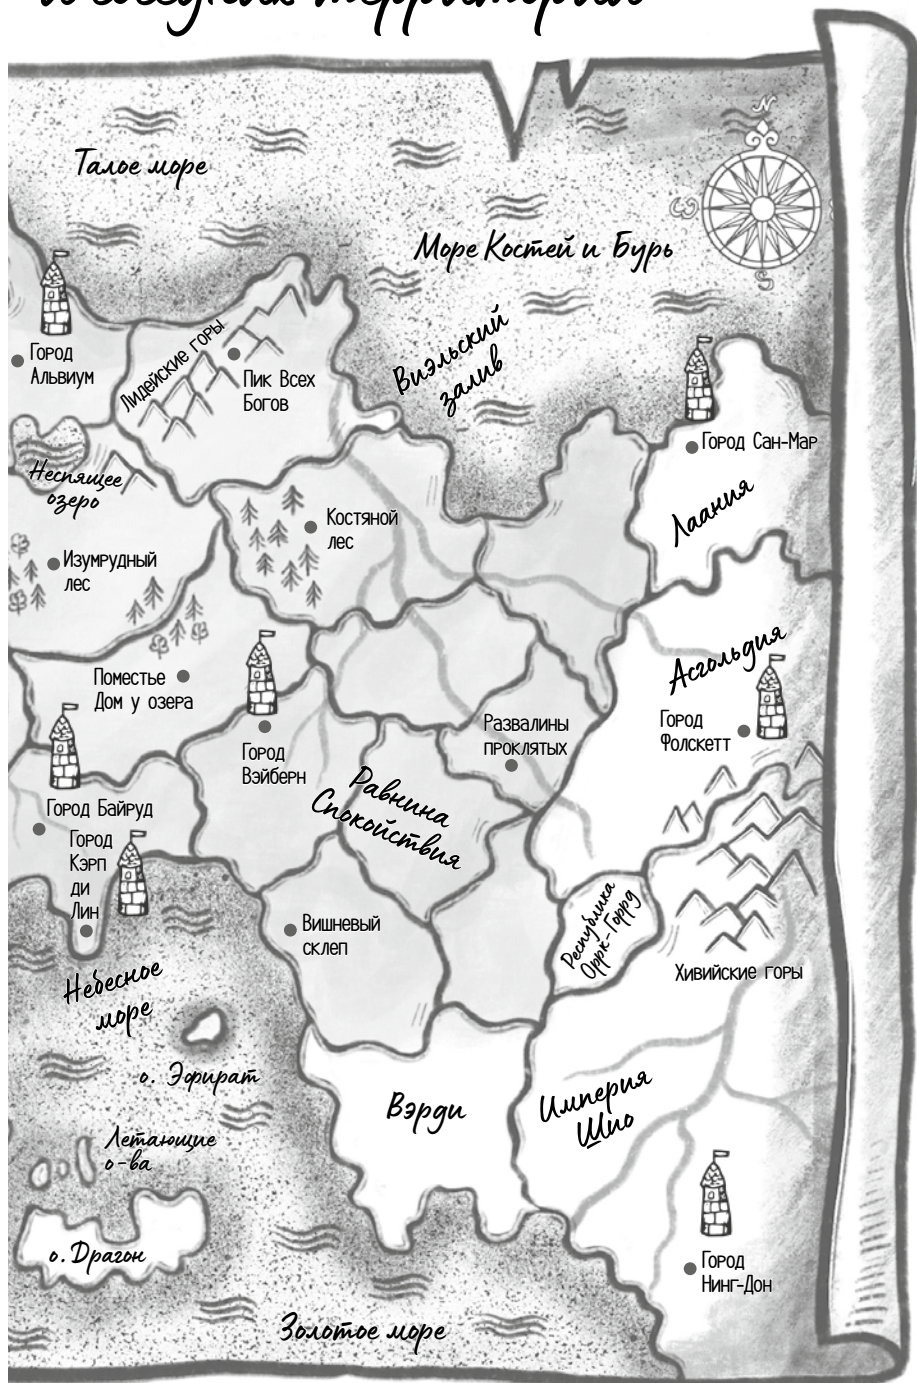 и соседних территорий
N
Талое море
Море Костей и Бурь
S
Виэльский
залив
Лидейские горы
Город
Альвиум
Пик Всех
Богов
Город Сан-Мар
Неспящее
озеро
Лаания
Костяной
лес
Изумрудный
лес
Асгольдия
Поместье
Дом у озера
Город
Фолскетт
Развалины
проклятых
Город
Вэйберн
Равнина
Спокойствия
Город Байруд
Город
Кэрп
ди
Лин
Вишневый
склеп
Республика
Оррк-Горрд
Хивийские горы
Небесное
море
о. Эфират
Вэрди
Империя
Шио
Летающие
о-ва
о. Драгон
Город
Нинг-Дон
Золотое море